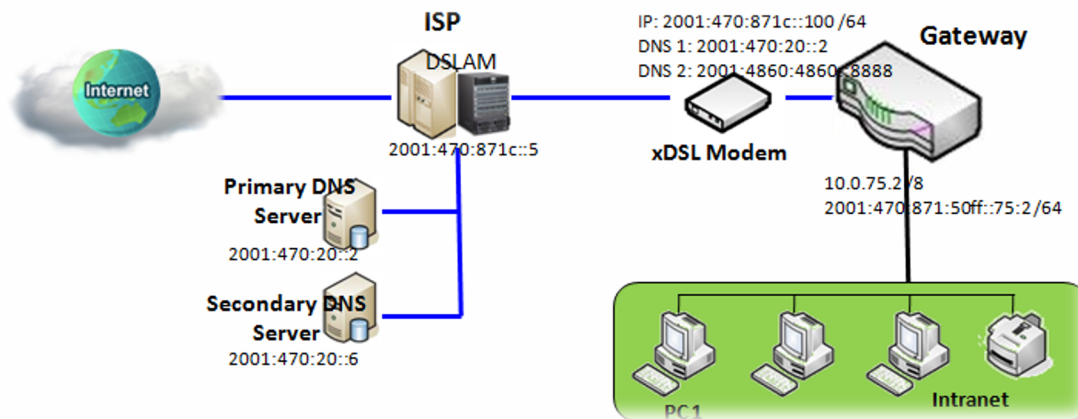 ISP
DSLAM
Internet
2001:470:871c::5
IP: 2001:470:871c::100 /64
DNS 1: 2001:470:20::2
DNS 2: 2001:4860:4860::8888
Gateway
xDSL Modem
10.0.75.2 /8
2001:470:871:50ff::75:2 /64
Primary DNS
Server
2001:470:20::2
Secondary DNS
Server
2001:470:20::6
PC1
Intranet